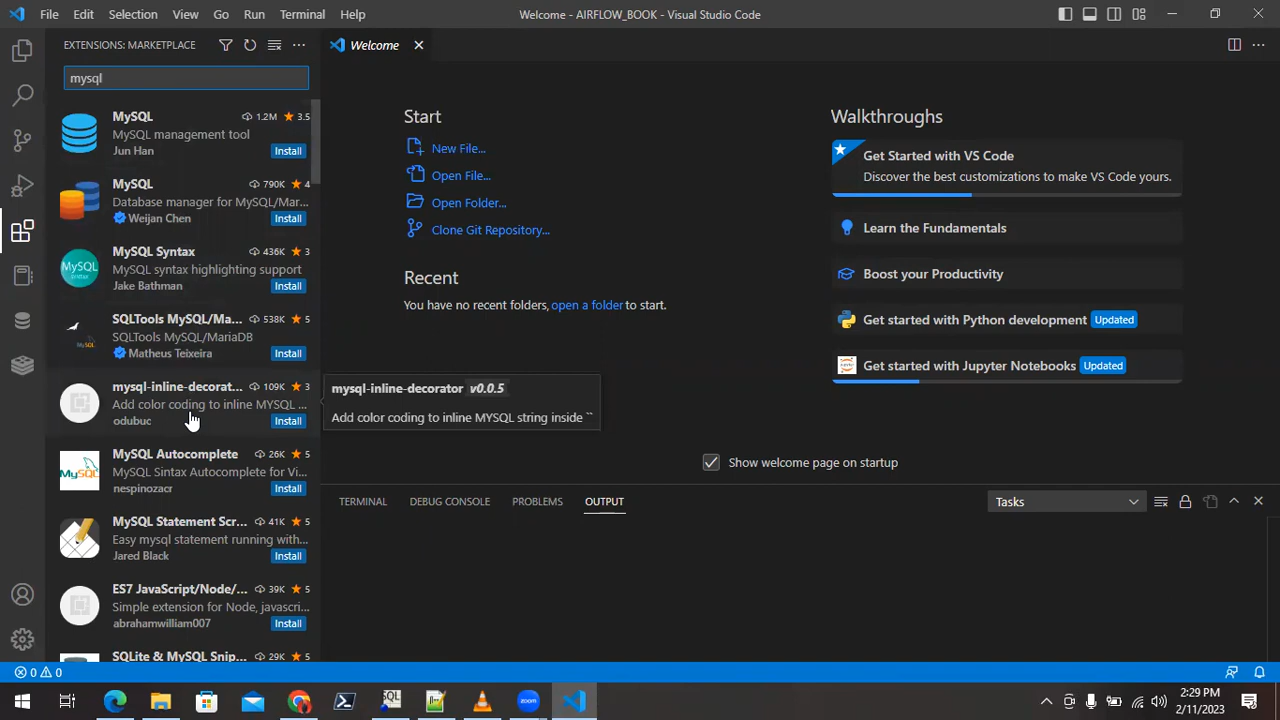 File Edit Selection View Go Run Terminal Help
Welcome - AIRFLOW_BOOK - Visual Studio Code
EXTENSIONS: MARKETPLACE
mysql
MySQL 1.2M 3.5
MySQL management tool
Jun Han Install
MySQL 790K 4
Database manager for MySQL/Mar...
Weijan Chen Install
MySQL Syntax 436K 3
MySQL syntax highlighting support
Jake Bathman Install
MySQL
syntax
SQLTools MySQL/Ma... 538K 5
SQLTools MySQL/MariaDB
Matheus Teixeira Install
mysql-inline-decorat... 109K 3
Add color coding to inline MYSQL ...
odubuc Install
MySQL Autocomplete 26K 5
MySQL Sintax Autocomplete for Vi...
nespinozacr Install
MySQL
MySQL Statement Scr... 41K 5
Easy mysql statement running with...
Jared Black Install
ES7 JavaScript/Node/... 39K 5
Simple extension for Node, javascri...
abrahamwilliam007 Install
SQLite & MySQL Snip... 29K 5
Welcome
Start
New File...
Open File...
Open Folder...
Clone Git Repository...
Recent
You have no recent folders, open a folder to start.
Walkthroughs
Get Started with VS Code
Discover the best customizations to make VS Code yours.
Learn the Fundamentals
Boost your Productivity
Get started with Python development Updated
Get started with Jupyter Notebooks Updated
mysql-inline-decorator v0.0.5
Add color coding to inline MYSQL string inside ``
Show welcome page on startup
TERMINAL DEBUG CONSOLE PROBLEMS OUTPUT
Tasks
0 0
SQL
zoom
2:29 PM
2/11/2023